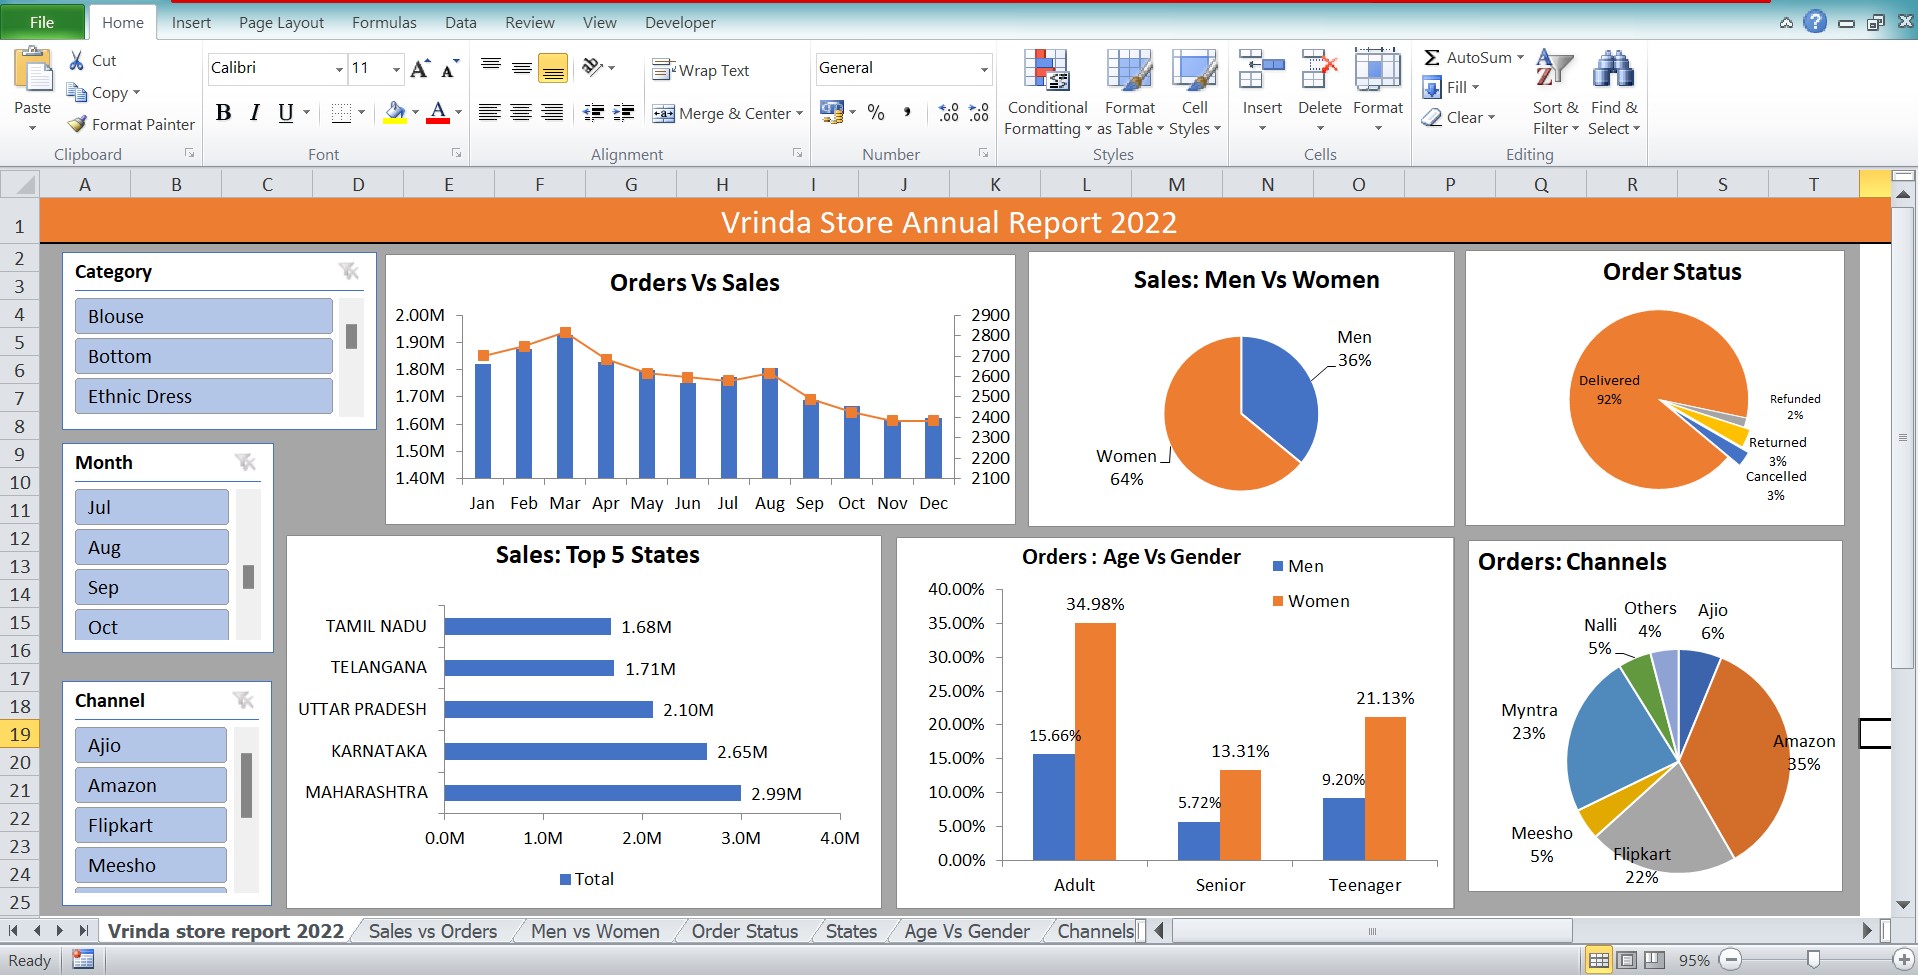 File Home Insert Page Layout Formulas Data Review View Developer
Paste
Cut
Copy
Format Painter
Clipboard
Calibri 11
B I U
A A
A
Font
Wrap Text
Merge & Center
Alignment
General
% ,
.00 .0
Number
Conditional Formatting
Format as Table
Cell Styles
Styles
Insert
Delete
Format
Cells
Σ AutoSum
Fill
Clear
Sort & Filter
Find & Select
Editing
A B C D E F G H I J K L M N O P Q R S T
1
2
3
4
5
6
7
8
9
10
11
12
13
14
15
16
17
18
19
20
21
22
23
24
25
Vrinda Store Annual Report 2022
Category
Blouse
Bottom
Ethnic Dress
Month
Jul
Aug
Sep
Oct
Channel
Ajio
Amazon
Flipkart
Meesho
Orders Vs Sales
2.00M
1.90M
1.80M
1.70M
1.60M
1.50M
1.40M
2900
2800
2700
2600
2500
2400
2300
2200
2100
Jan Feb Mar Apr May Jun Jul Aug Sep Oct Nov Dec
Sales: Men Vs Women
Men
36%
Women
64%
Order Status
Delivered
92%
Refunded
2%
Returned
3%
Cancelled
3%
Sales: Top 5 States
TAMIL NADU 1.68M
TELANGANA 1.71M
UTTAR PRADESH 2.10M
KARNATAKA 2.65M
MAHARASHTRA 2.99M
0.0M 1.0M 2.0M 3.0M 4.0M
Total
Orders : Age Vs Gender
Men
Women
40.00%
35.00%
30.00%
25.00%
20.00%
15.00%
10.00%
5.00%
0.00%
15.66%
34.98%
5.72%
13.31%
9.20%
21.13%
Adult Senior Teenager
Orders: Channels
Others
4%
Ajio
6%
Nalli
5%
Myntra
23%
Amazon
35%
Meesho
5%
Flipkart
22%
Vrinda store report 2022 Sales vs Orders Men vs Women Order Status States Age Vs Gender Channels
Ready
95%